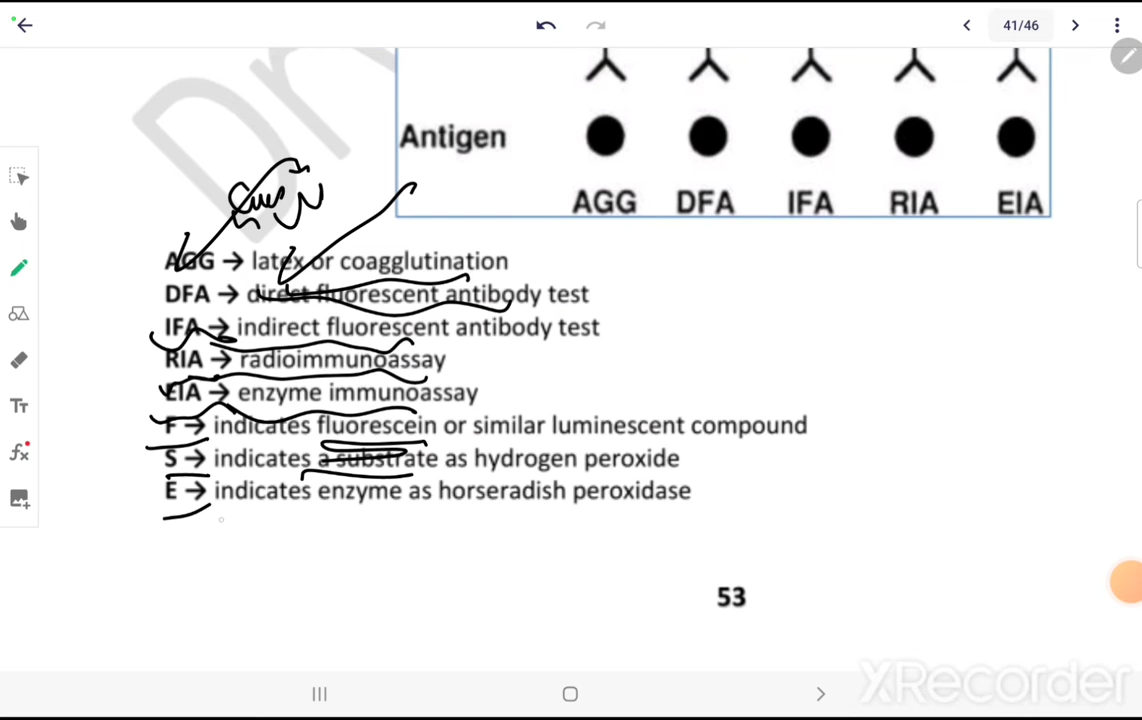 41/46
Antigen
AGG DFA IFA RIA EIA
AGG → latex or coagglutination
DFA → direct fluorescent antibody test
IFA → indirect fluorescent antibody test
RIA → radioimmunoassay
EIA → enzyme immunoassay
F → indicates fluorescein or similar luminescent compound
S → indicates a substrate as hydrogen peroxide
E → indicates enzyme as horseradish peroxidase
53
Tт
fx
XRecorder